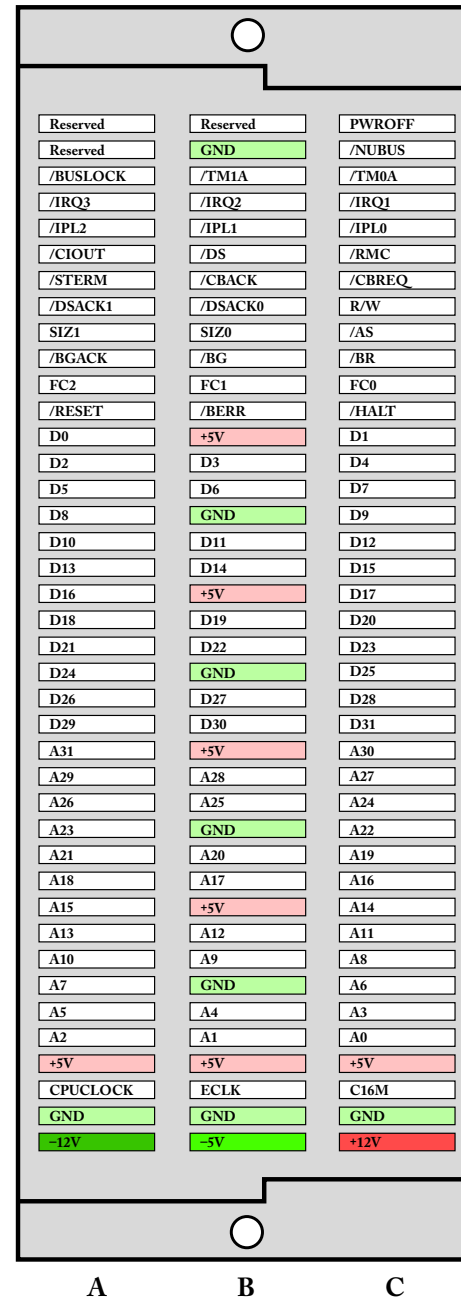 Reserved Reserved PWROFF
Reserved GND /NUBUS
/BUSLOCK /TM1A /TM0A
/IRQ3 /IRQ2 /IRQ1
/IPL2 /IPL1 /IPL0
/CIOUT /DS /RMC
/STERM /CBACK /CBREQ
/DSACK1 /DSACK0 R/W
SIZ1 SIZ0 /AS
/BGACK /BG /BR
FC2 FC1 FC0
/RESET /BERR /HALT
D0 +5V D1
D2 D3 D4
D5 D6 D7
D8 GND D9
D10 D11 D12
D13 D14 D15
D16 +5V D17
D18 D19 D20
D21 D22 D23
D24 GND D25
D26 D27 D28
D29 D30 D31
A31 +5V A30
A29 A28 A27
A26 A25 A24
A23 GND A22
A21 A20 A19
A18 A17 A16
A15 +5V A14
A13 A12 A11
A10 A9 A8
A7 GND A6
A5 A4 A3
A2 A1 A0
+5V +5V +5V
CPUCLOCK ECLK C16M
GND GND GND
−12V −5V +12V
A B C